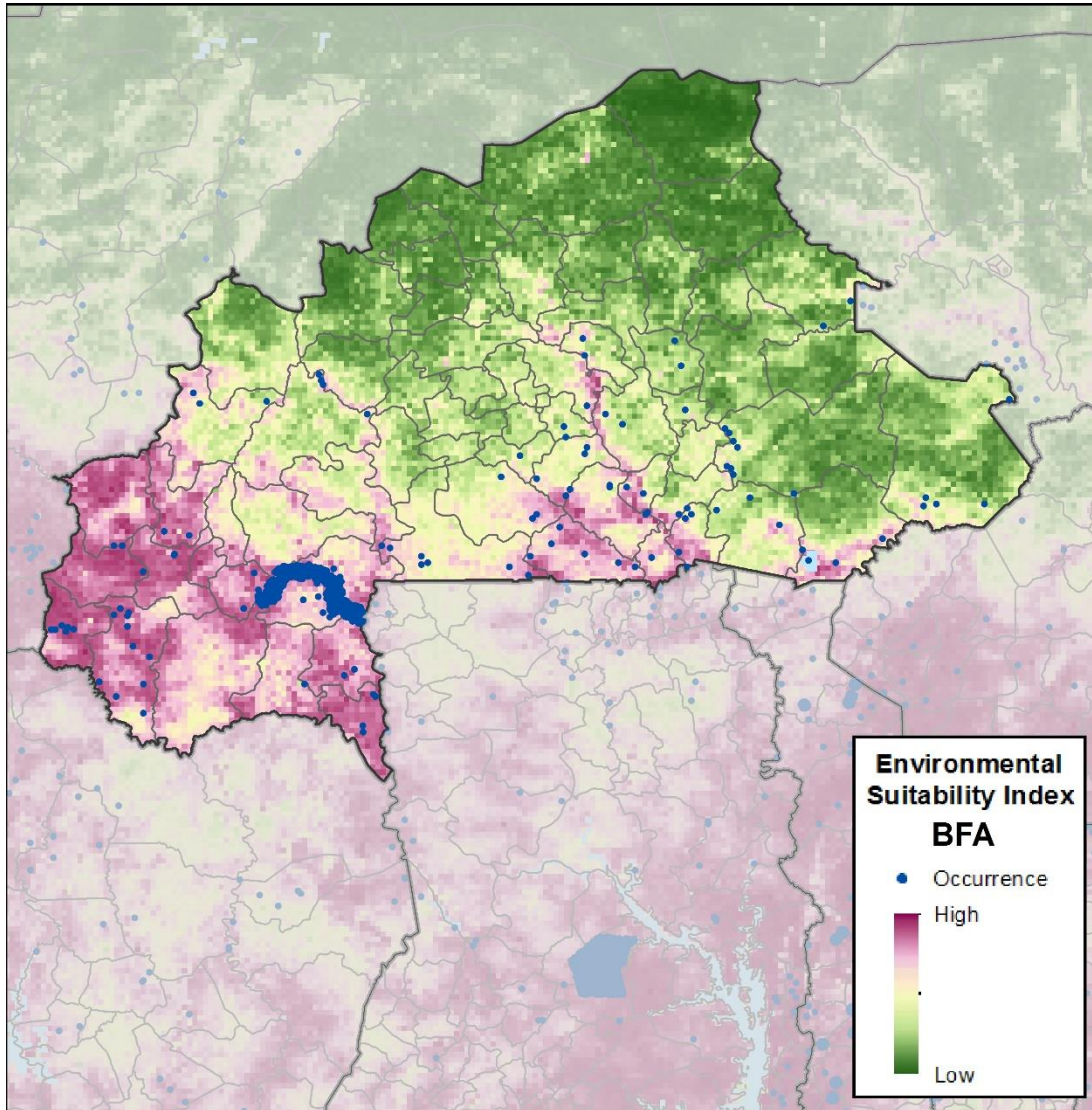 Environmental
Suitability Index
BFA
Occurrence
High
Low